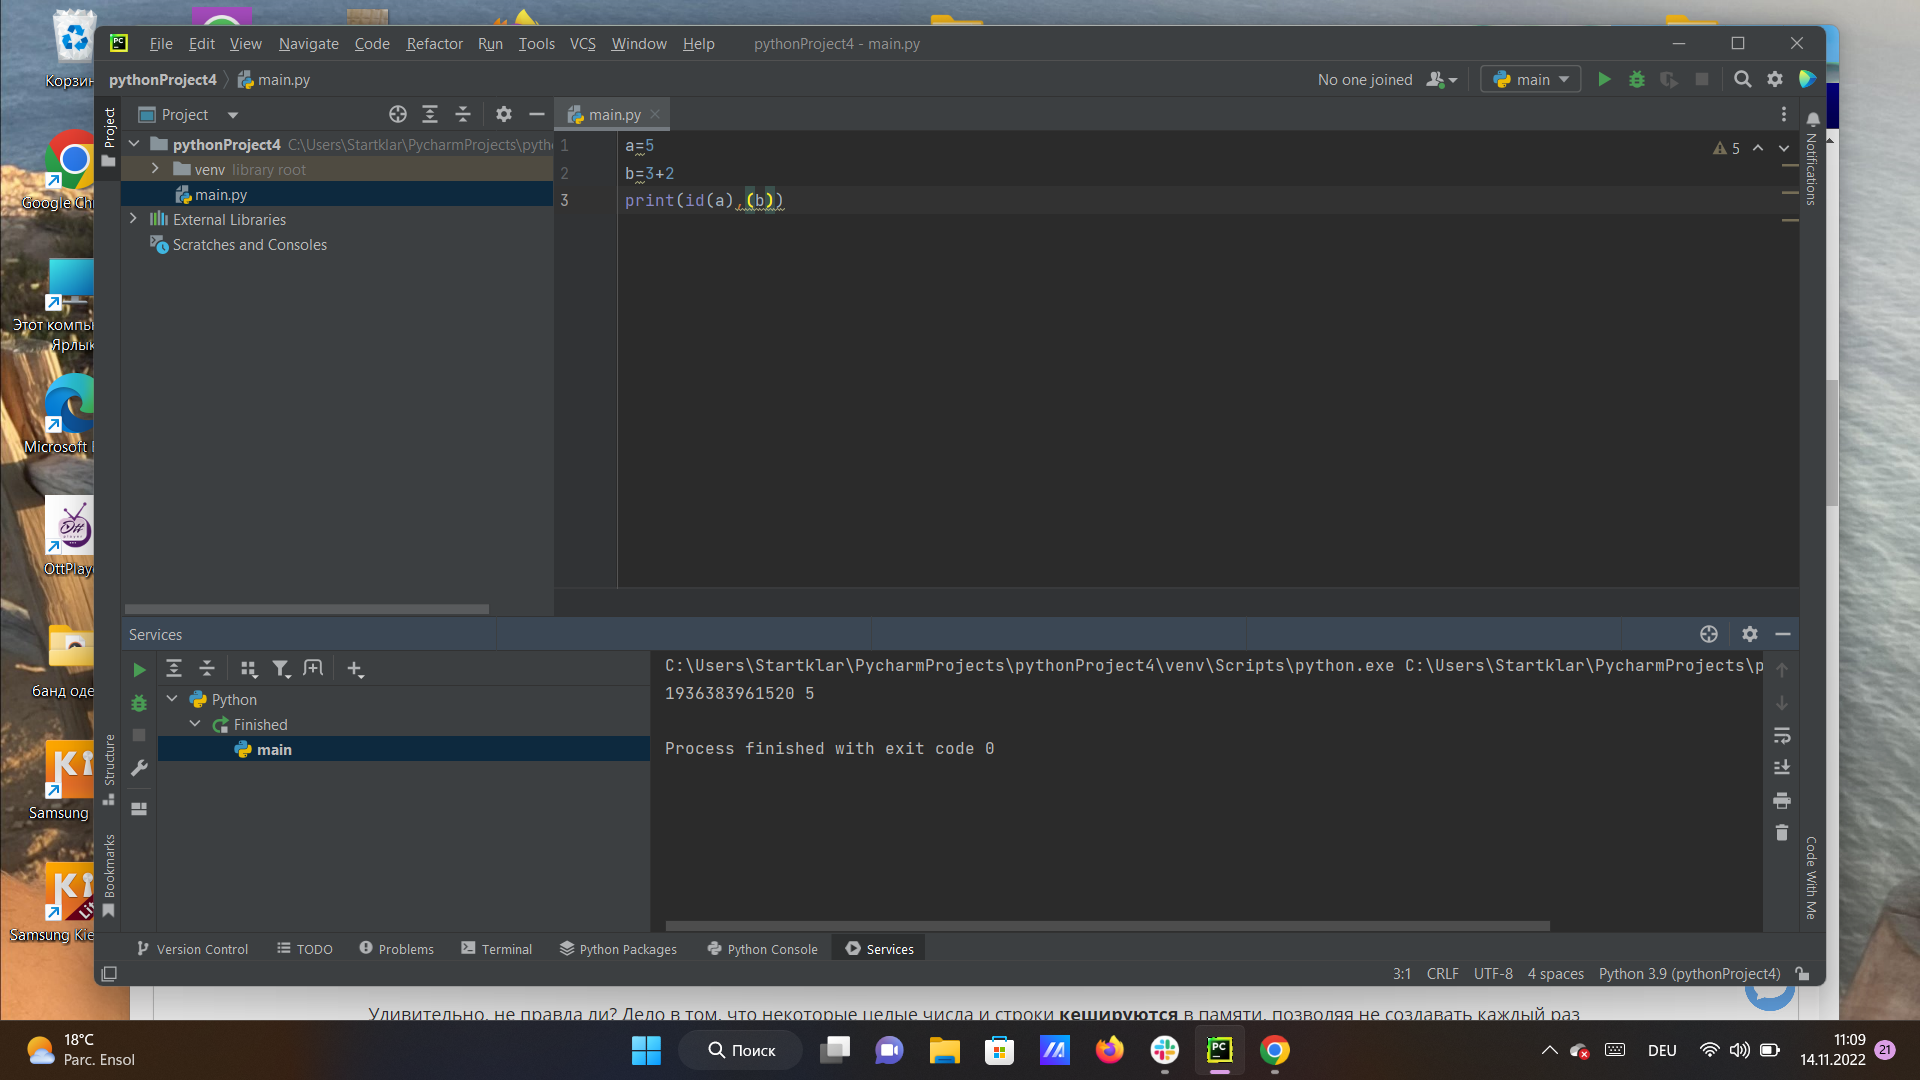 Корзин
Google Ch
Этот компь
Ярлык
Microsoft
OttPlay
банд оде
Samsung
Samsung Kie
File Edit View Navigate Code Refactor Run Tools VCS Window Help pythonProject4 - main.py
pythonProject4 main.py No one joined main
Project main.py
Project
pythonProject4 C:\Users\Startklar\PycharmProjects\pytho
venv library root
main.py
External Libraries
Scratches and Consoles
1 a=5
2 b=3+2
3 print(id(a),(b))
5
Notifications
Services
Python
Finished
main
C:\Users\Startklar\PycharmProjects\pythonProject4\venv\Scripts\python.exe C:\Users\Startklar\PycharmProjects\p
1936383961520 5
Process finished with exit code 0
Structure
Bookmarks
Code With Me
Version Control TODO Problems Terminal Python Packages Python Console Services
3:1 CRLF UTF-8 4 spaces Python 3.9 (pythonProject4)
Удивительно, не правда ли? Дело в том, что некоторые целые числа и строки кешируются в памяти, позволяя не создавать каждый раз
18°C
Parc. Ensol
Поиск
DEU
11:09
14.11.2022
21